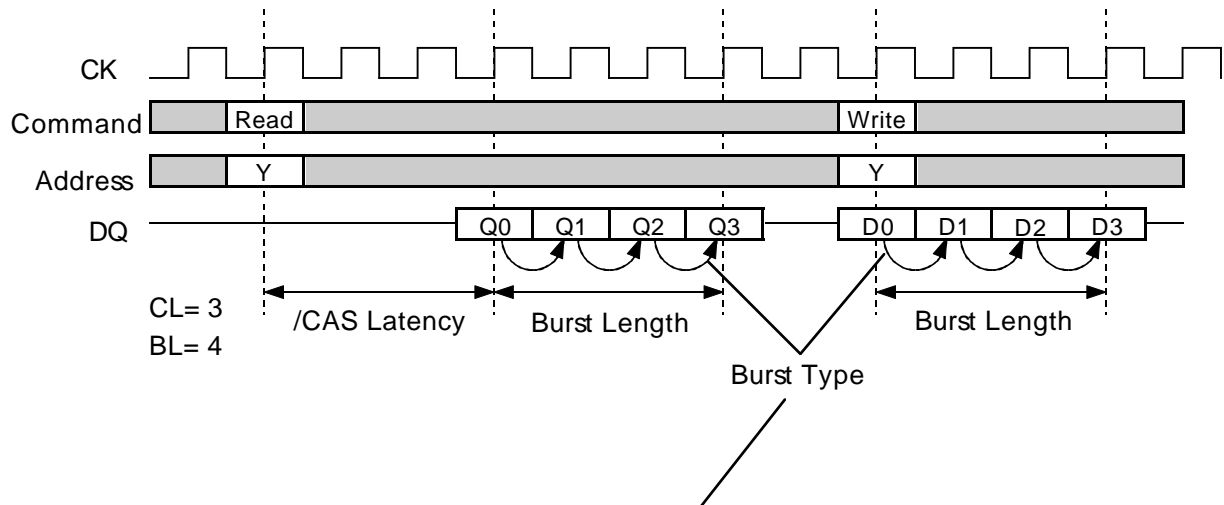 CK
Command Read Write
Address Y Y
DQ Q0 Q1 Q2 Q3 D0 D1 D2 D3
CL= 3 /CAS Latency Burst Length Burst Length
BL= 4
Burst Type